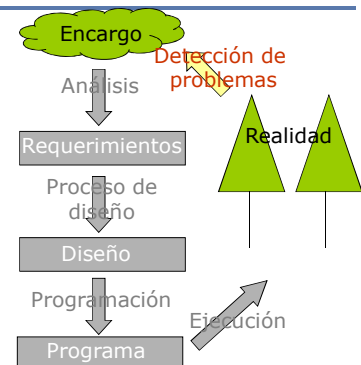 Encargo
Detección de
problemas
Análisis
Realidad
Requerimientos
Proceso de
diseño
Diseño
Programación
Ejecución
Programa